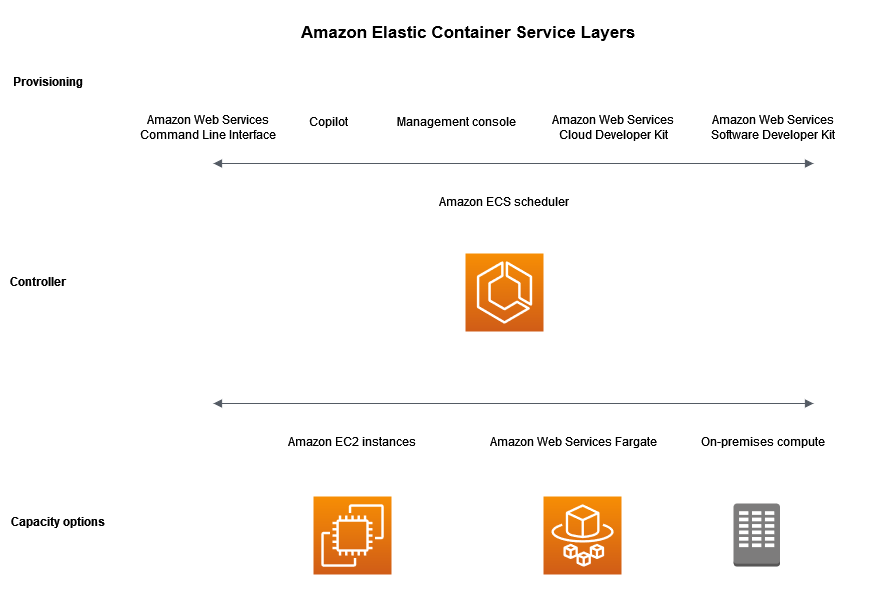 Amazon Elastic Container Service Layers
Provisioning
Amazon Web Services
Command Line Interface
Copilot
Management console
Amazon Web Services
Cloud Developer Kit
Amazon Web Services
Software Developer Kit
Amazon ECS scheduler
Controller
Amazon EC2 instances
Amazon Web Services Fargate
On-premises compute
Capacity options